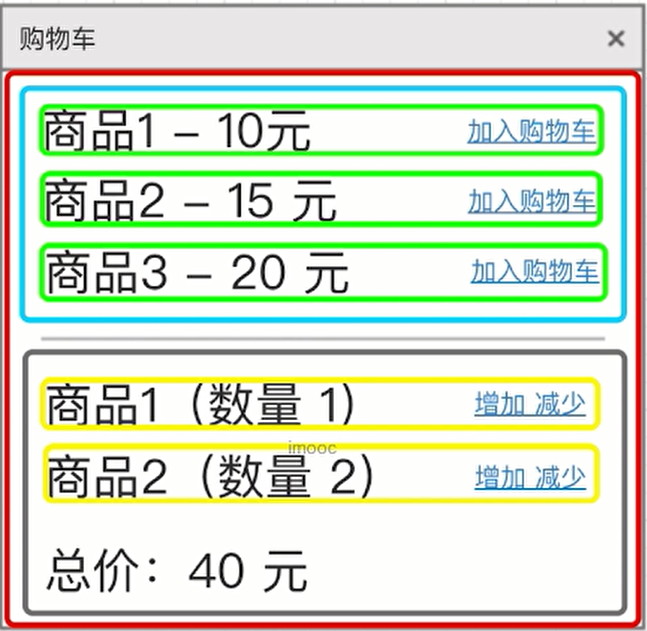 购物车 ×
商品1 – 10元 加入购物车
商品2 – 15 元 加入购物车
商品3 – 20 元 加入购物车
商品1（数量 1） 增加 减少
imooc
商品2（数量 2） 增加 减少
总价：40 元